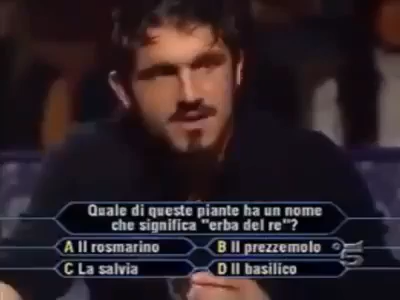 Quale di queste piante ha un nome
che significa "erba del re"?
A Il rosmarino
B Il prezzemolo
C La salvia
D Il basilico
5